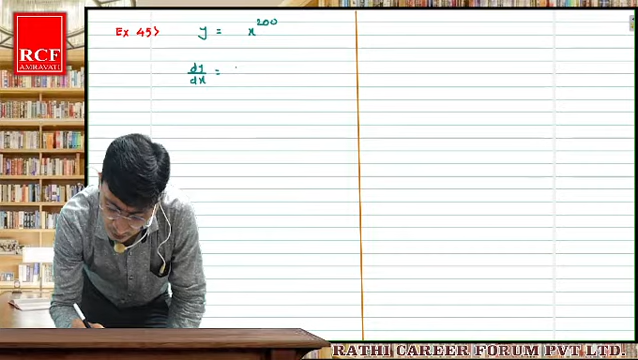 RCF
AMRAVATI
Ex 45) y = x^200
dy/dx =
RATHI CAREER FORUM PVT LTD.